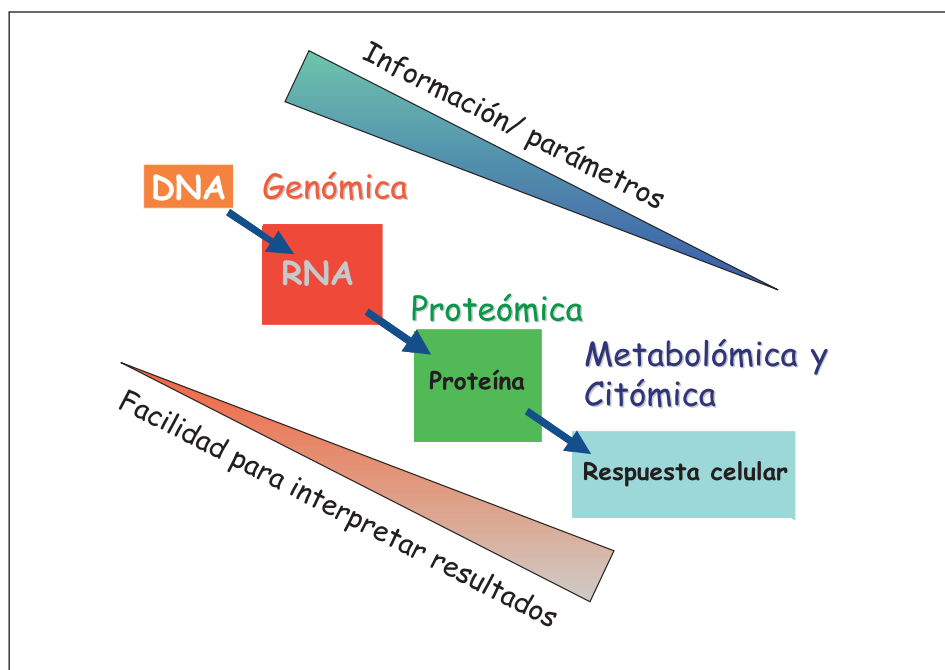 Información/ parámetros
DNA
Genómica
RNA
Proteómica
Proteína
Metabolómica y
Citómica
Respuesta celular
Facilidad para interpretar resultados